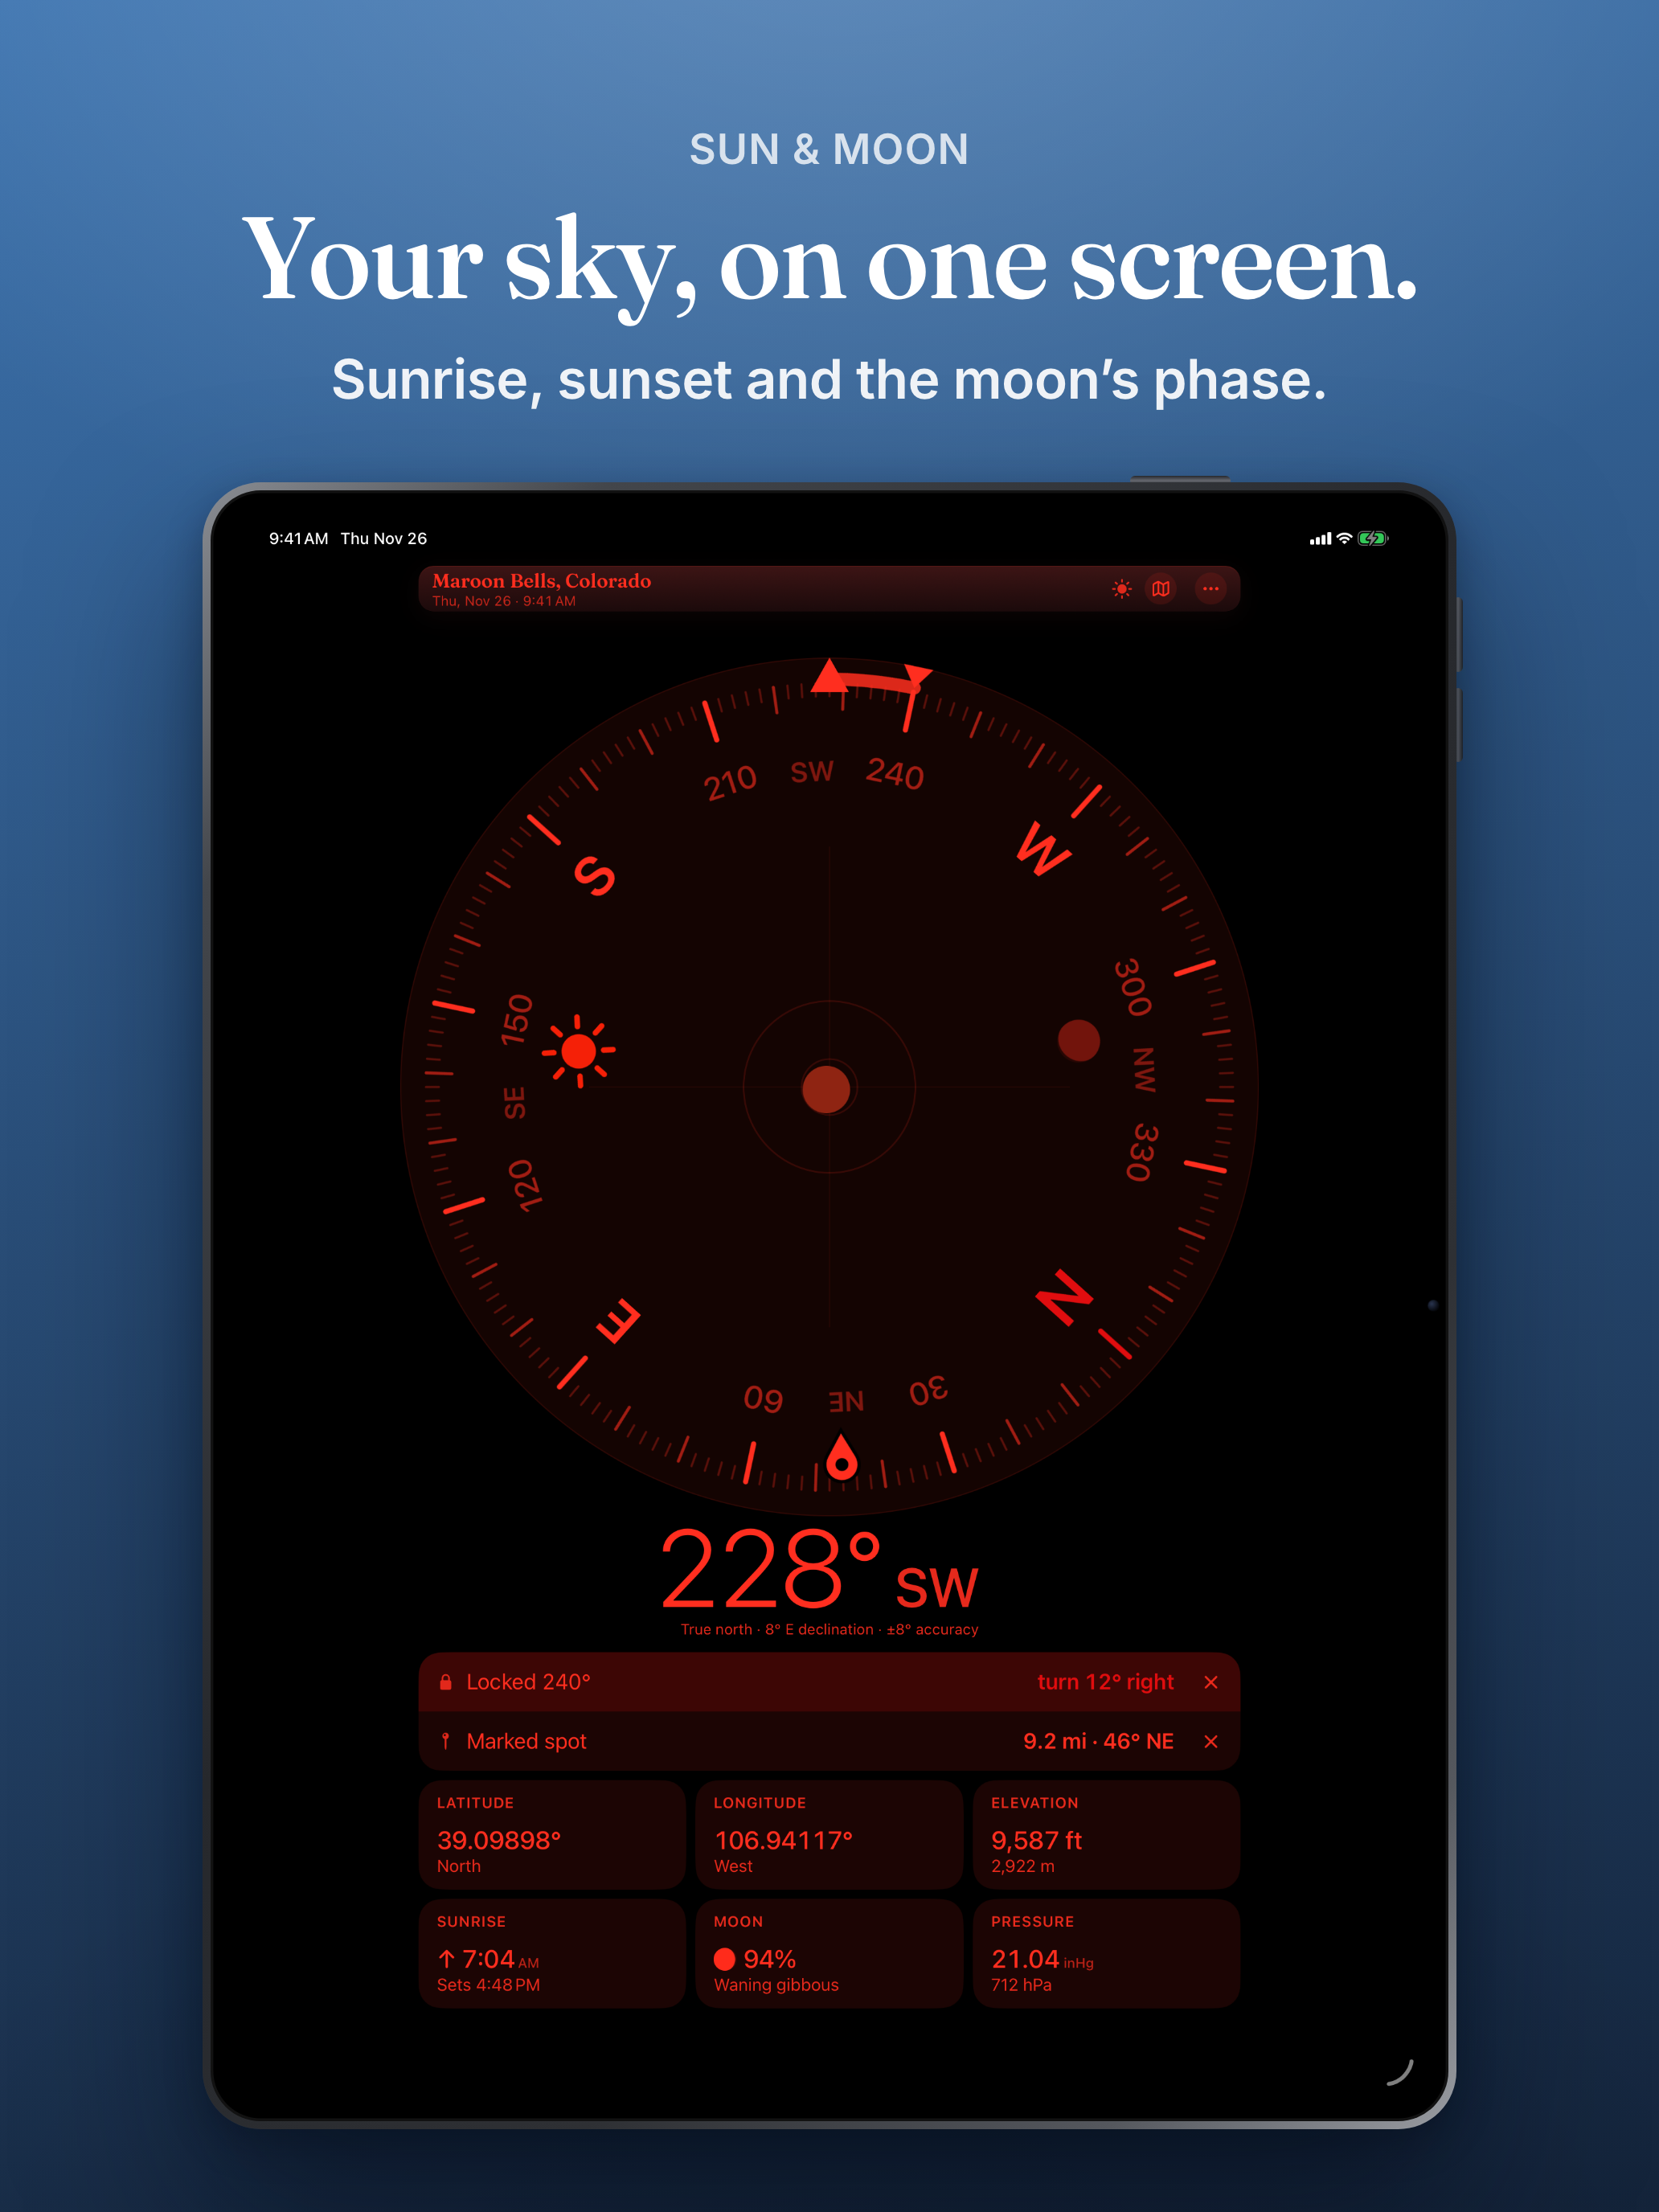 SUN & MOON
Your sky, on one screen.
Sunrise, sunset and the moon’s phase.
9:41 AM Thu Nov 26
Maroon Bells, Colorado
Thu, Nov 26 · 9:41 AM
210 SW 240
S W
150 300
SE NW
120 330
E N
60 NE 30
228° SW
True north · 8° E declination · ±8° accuracy
Locked 240° turn 12° right
Marked spot 9.2 mi · 46° NE
LATITUDE LONGITUDE ELEVATION
39.09898° 106.94117° 9,587 ft
North West 2,922 m
SUNRISE MOON PRESSURE
↑ 7:04 AM 94% 21.04 inHg
Sets 4:48 PM Waning gibbous 712 hPa